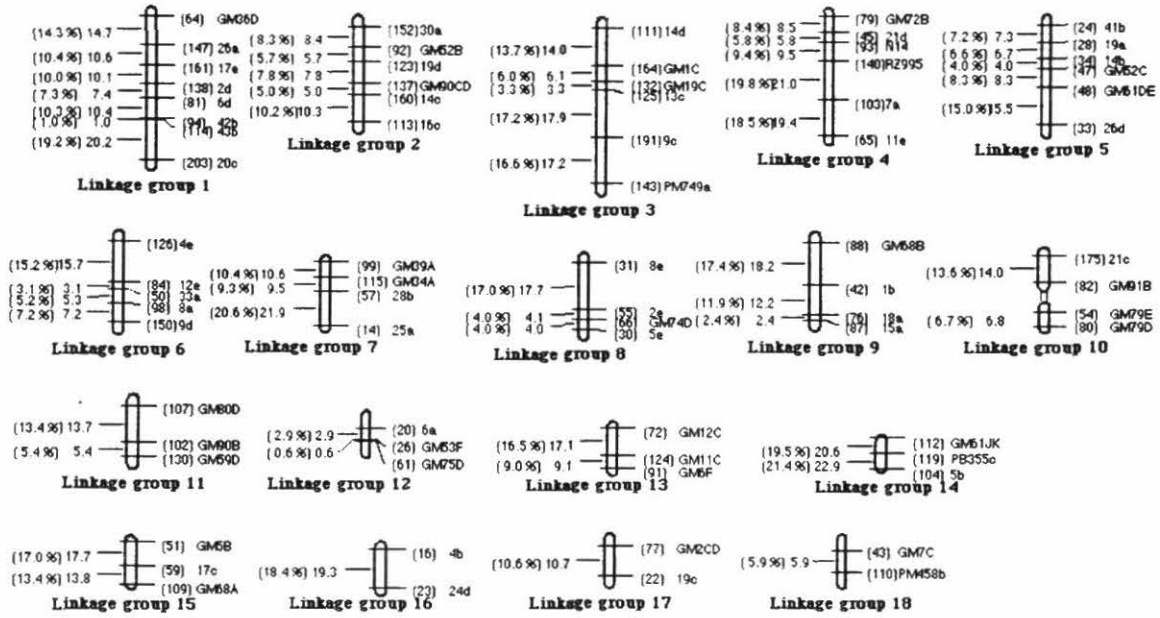 (64) GM36D
(14.3%) 14.7
(147) 26a
(10.4%) 10.6
(161) 17e
(10.0%) 10.1
(138) 2d
(7.3%) 7.4
(81) 6d
(10.3%) 10.4
(94) 42b
(1.0%) 1.0
(114) 43b
(19.2%) 20.2
(203) 20c
Linkage group 1
(152) 30a
(8.3%) 8.4
(92) GM52B
(5.7%) 5.7
(123) 19d
(7.8%) 7.8
(137) GM90CD
(5.0%) 5.0
(160) 14c
(10.2%) 10.3
(113) 16c
Linkage group 2
(111) 14d
(13.7%) 14.0
(164) GM1C
(6.0%) 6.1
(132) GM19C
(3.3%) 3.3
(125) 13c
(17.2%) 17.9
(191) 9c
(16.6%) 17.2
(143) PM749a
Linkage group 3
(79) GM72B
(8.4%) 8.5
(45) 21d
(5.8%) 5.8
(93) N14
(9.4%) 9.5
(140) RZ995
(19.8%) 21.0
(103) 7a
(18.5%) 19.4
(65) 11e
Linkage group 4
(24) 41b
(7.2%) 7.3
(28) 19a
(6.6%) 6.7
(34) 14b
(4.0%) 4.0
(47) GM52C
(8.3%) 8.3
(48) GM51DE
(15.0%) 15.5
(33) 26d
Linkage group 5
(126) 4e
(15.2%) 15.7
(84) 12e
(3.1%) 3.1
(50) 33a
(5.2%) 5.3
(98) 8a
(7.2%) 7.2
(150) 9d
Linkage group 6
(99) GM39A
(10.4%) 10.6
(115) GM34A
(9.3%) 9.5
(57) 28b
(20.6%) 21.9
(14) 25a
Linkage group 7
(31) 8e
(17.0%) 17.7
(55) 2e
(4.0%) 4.1
(66) GM74D
(4.0%) 4.0
(30) 5e
Linkage group 8
(88) GM58B
(17.4%) 18.2
(42) 1b
(11.9%) 12.2
(76) 18a
(2.4%) 2.4
(87) 15a
Linkage group 9
(175) 21c
(13.6%) 14.0
(82) GM91B
(54) GM79E
(6.7%) 6.8
(80) GM79D
Linkage group 10
(107) GM80D
(13.4%) 13.7
(102) GM90B
(5.4%) 5.4
(130) GM59D
Linkage group 11
(20) 6a
(2.9%) 2.9
(26) GM53F
(0.6%) 0.6
(61) GM75D
Linkage group 12
(72) GM12C
(16.5%) 17.1
(124) GM11C
(9.0%) 9.1
(91) GM6F
Linkage group 13
(112) GM51JK
(19.5%) 20.6
(119) PB355c
(21.4%) 22.9
(104) 5b
Linkage group 14
(51) GM5B
(17.0%) 17.7
(59) 17c
(13.4%) 13.8
(109) GM68A
Linkage group 15
(16) 4b
(18.4%) 19.3
(23) 24d
Linkage group 16
(77) GM2CD
(10.6%) 10.7
(22) 19c
Linkage group 17
(43) GM7C
(5.9%) 5.9
(110) PM458b
Linkage group 18